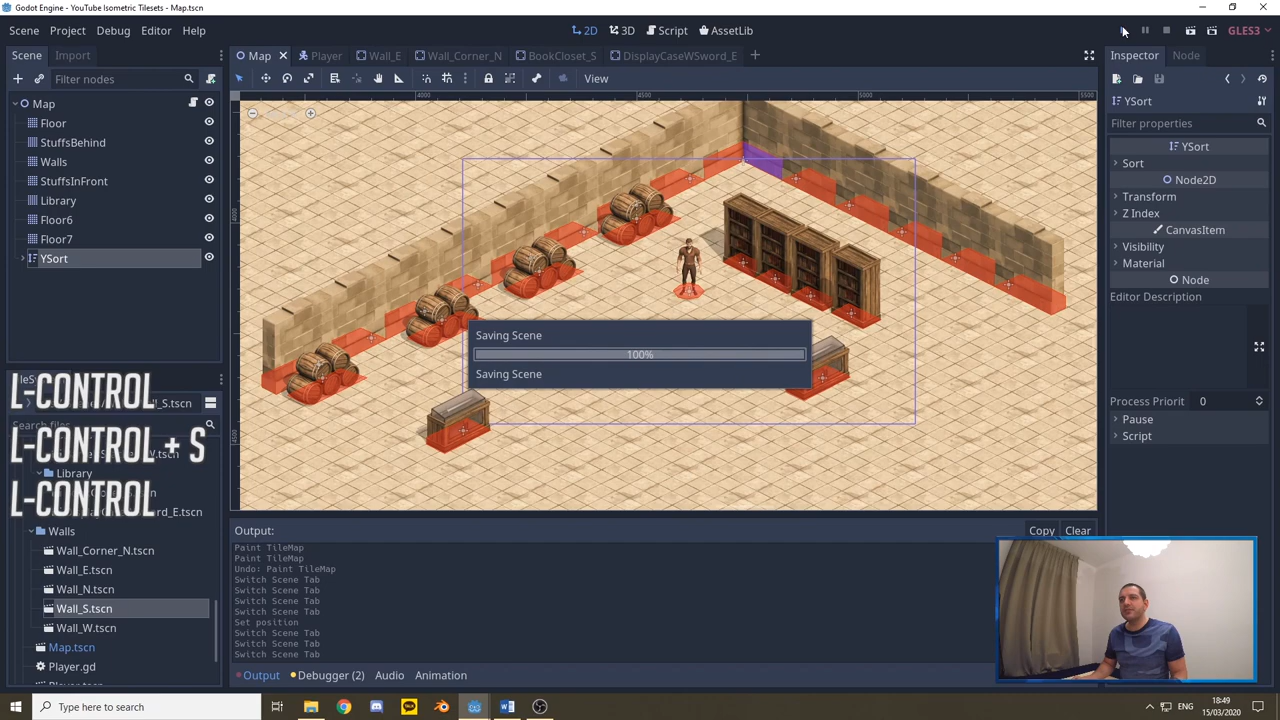 Godot Engine - YouTube Isometric Tilesets - Map.tscn
Scene Project Debug Editor Help
2D 3D Script AssetLib
GLES3
Scene Import
Map Player Wall_E Wall_Corner_N BookCloset_S DisplayCaseWSword_E
Inspector Node
Filter nodes
View
Map
Floor
StuffsBehind
Walls
StuffsInFront
Library
Floor6
Floor7
YSort
4000 4500 5000 5500
4000
4500
Saving Scene
100%
Saving Scene
YSort
Filter properties
YSort
Sort
Node2D
Transform
Z Index
CanvasItem
Visibility
Material
Node
Editor Description
Process Priorit 0
Pause
Script
L-CONTROL
L-CONTROL + S
L-CONTROL
Library
Walls
Wall_Corner_N.tscn
Wall_E.tscn
Wall_N.tscn
Wall_S.tscn
Wall_W.tscn
Map.tscn
Player.gd
Output:
Copy Clear
Paint TileMap
Paint TileMap
Undo: Paint TileMap
Switch Scene Tab
Switch Scene Tab
Switch Scene Tab
Switch Scene Tab
Set position
Switch Scene Tab
Switch Scene Tab
Switch Scene Tab
Output Debugger (2) Audio Animation
Type here to search
ENG
18:49
15/03/2020